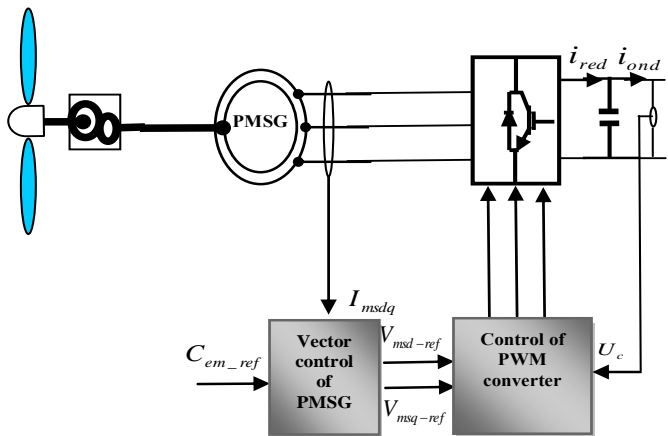 i_red i_ond
PMSG
I_msdq
V_msd-ref
Vector
control
of
PMSG
Control of
PWM
converter
C_em_ref
U_c
V_msq-ref